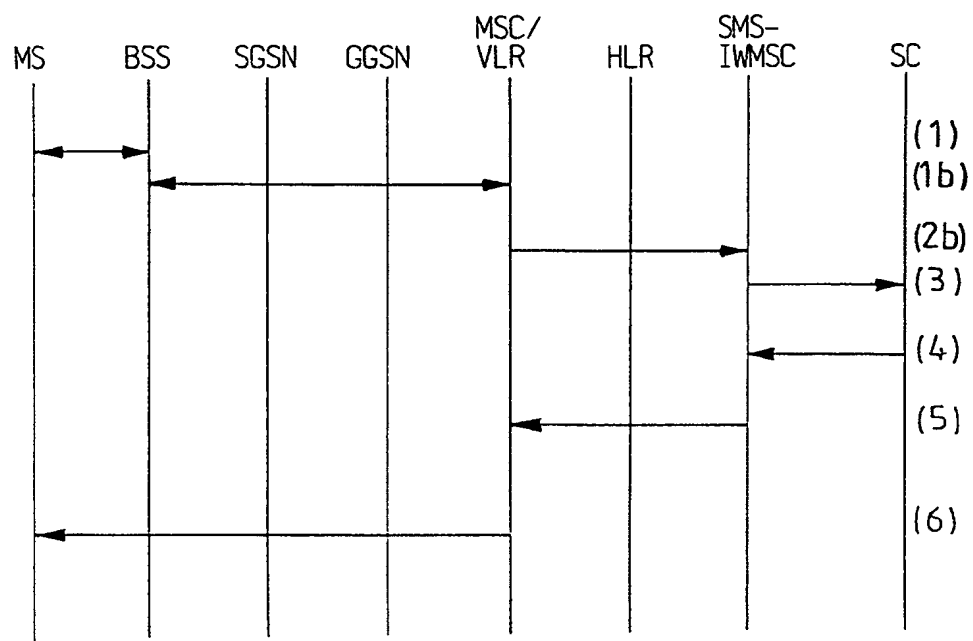 MS BSS SGSN GGSN MSC/ VLR HLR SMS- IWMSC SC
(1)
(1b)
(2b)
(3)
(4)
(5)
(6)